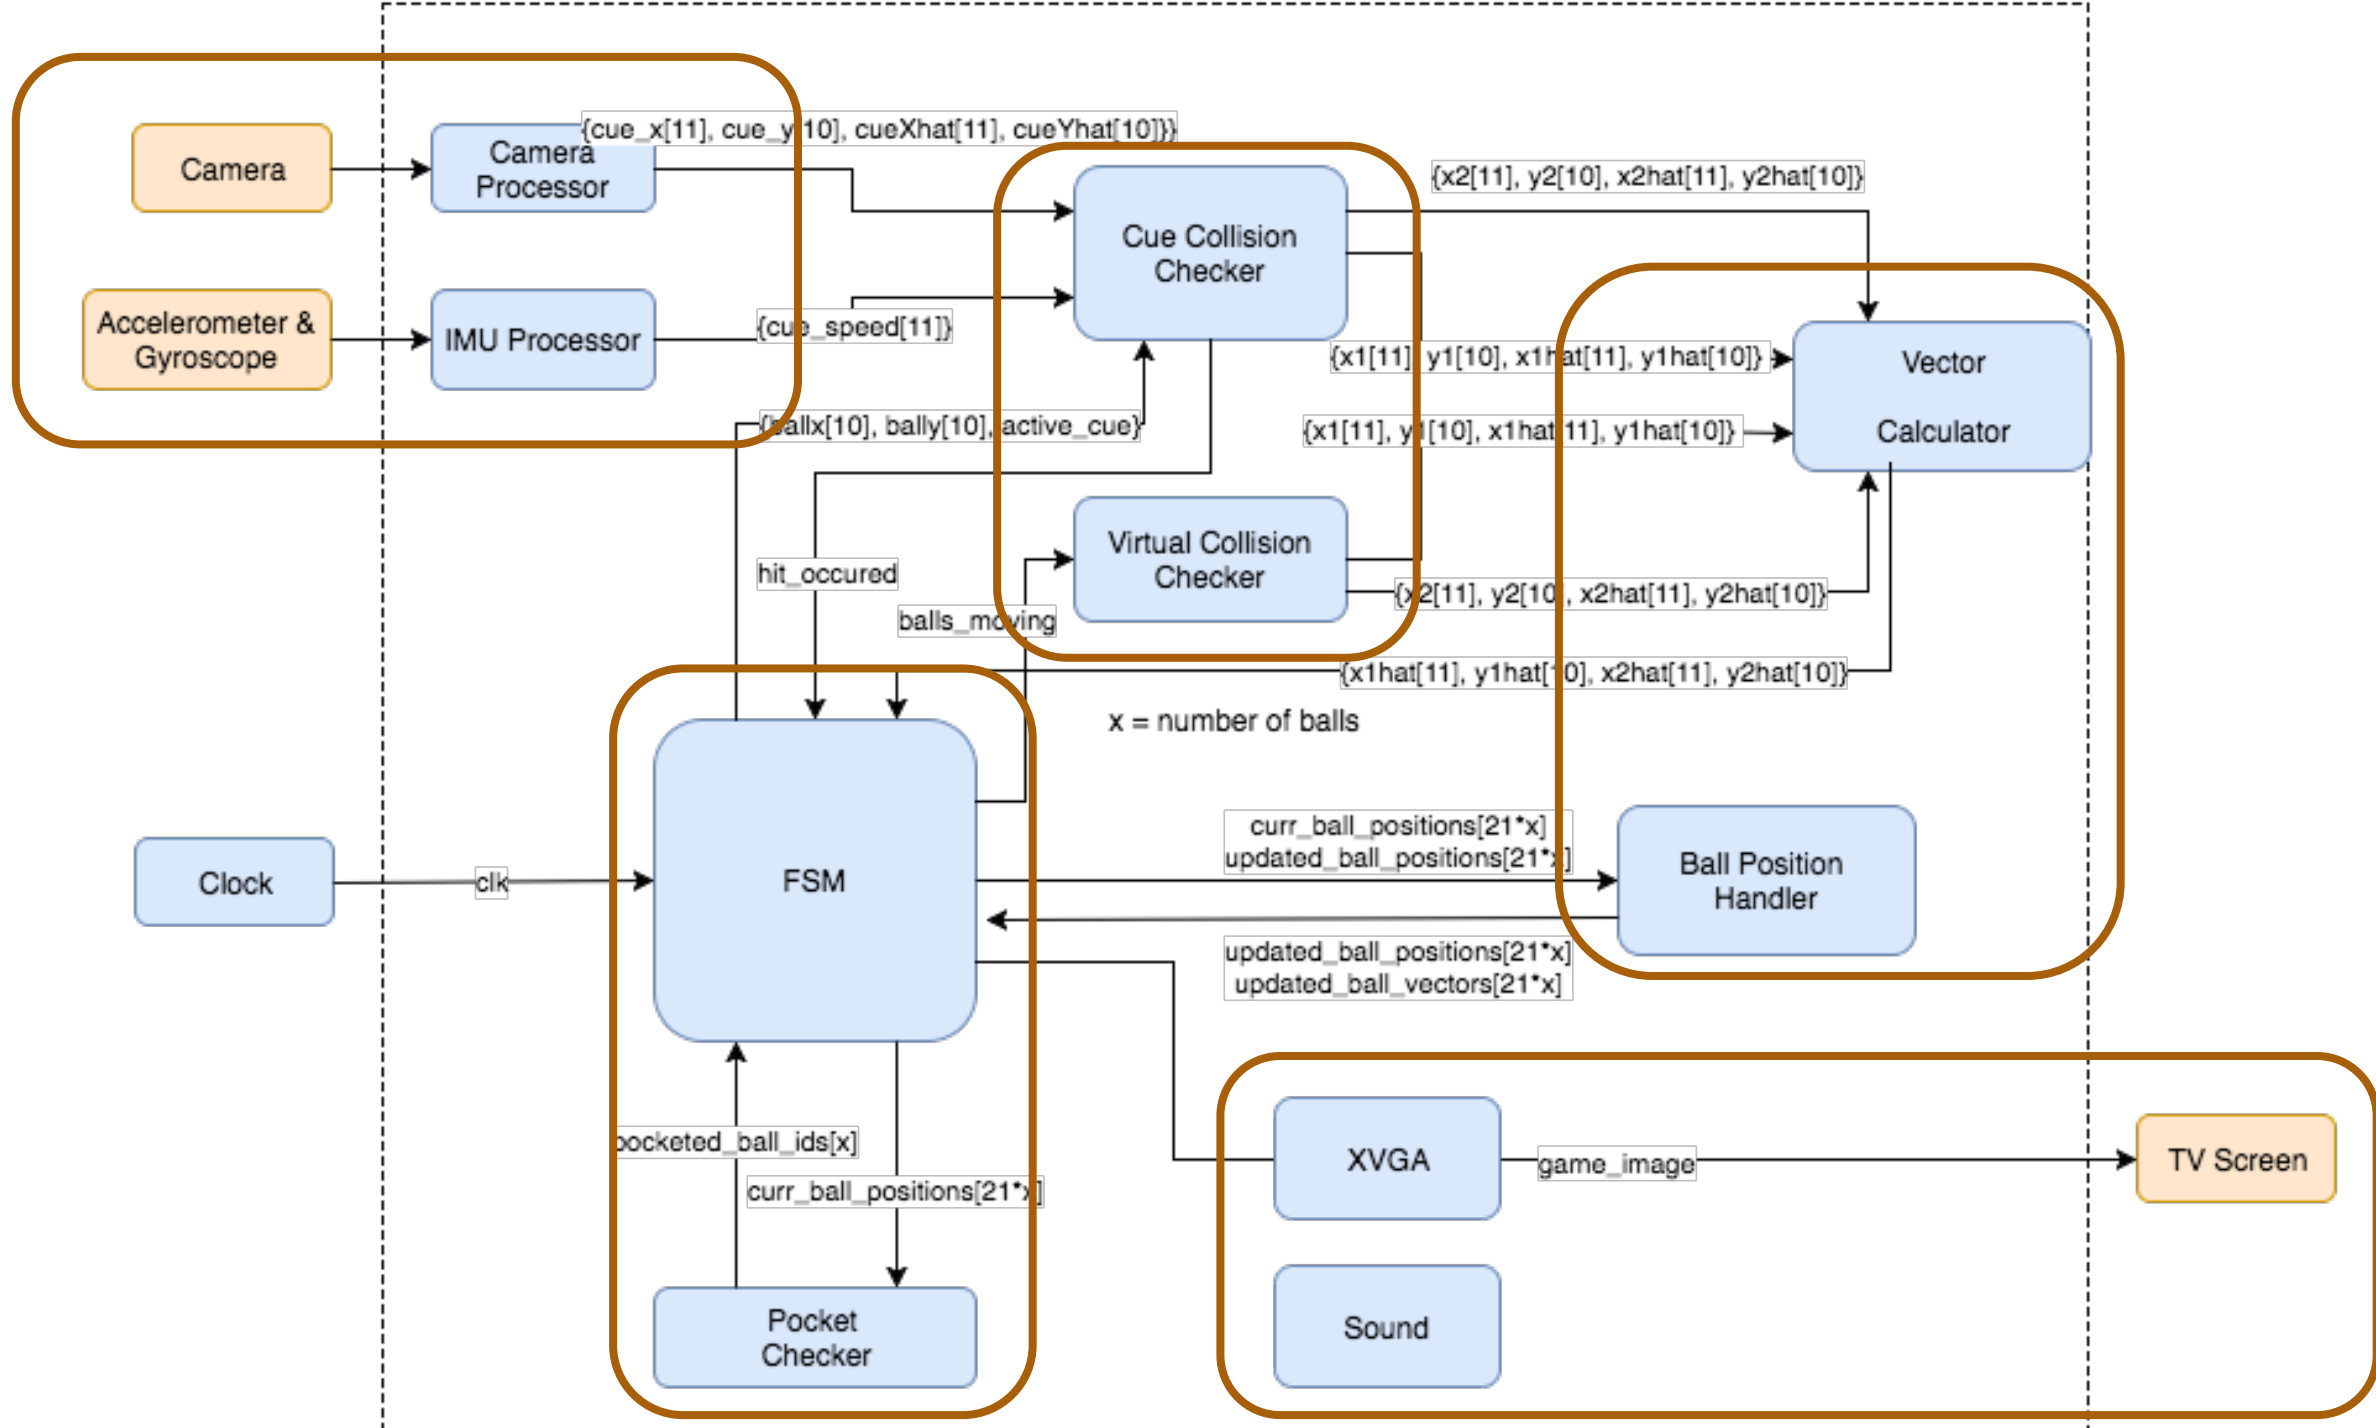 {cue_x[11], cue_y[10], cueXhat[11], cueYhat[10]}}
Camera
Camera
Processor
{x2[11], y2[10], x2hat[11], y2hat[10]}
Cue Collision
Checker
Accelerometer &
Gyroscope
IMU Processor
{cue_speed[11]}
{x1[11], y1[10], x1hat[11], y1hat[10]}
Vector
Calculator
{ballx[10], bally[10], active_cue}
{x1[11], y1[10], x1hat[11], y1hat[10]}
Virtual Collision
Checker
hit_occured
{x2[11], y2[10], x2hat[11], y2hat[10]}
balls_moving
{x1hat[11], y1hat[10], x2hat[11], y2hat[10]}
x = number of balls
Clock
clk
FSM
curr_ball_positions[21*x]
updated_ball_positions[21*x]
Ball Position
Handler
updated_ball_positions[21*x]
updated_ball_vectors[21*x]
pocketed_ball_ids[x]
curr_ball_positions[21*x]
XVGA
game_image
TV Screen
Pocket
Checker
Sound